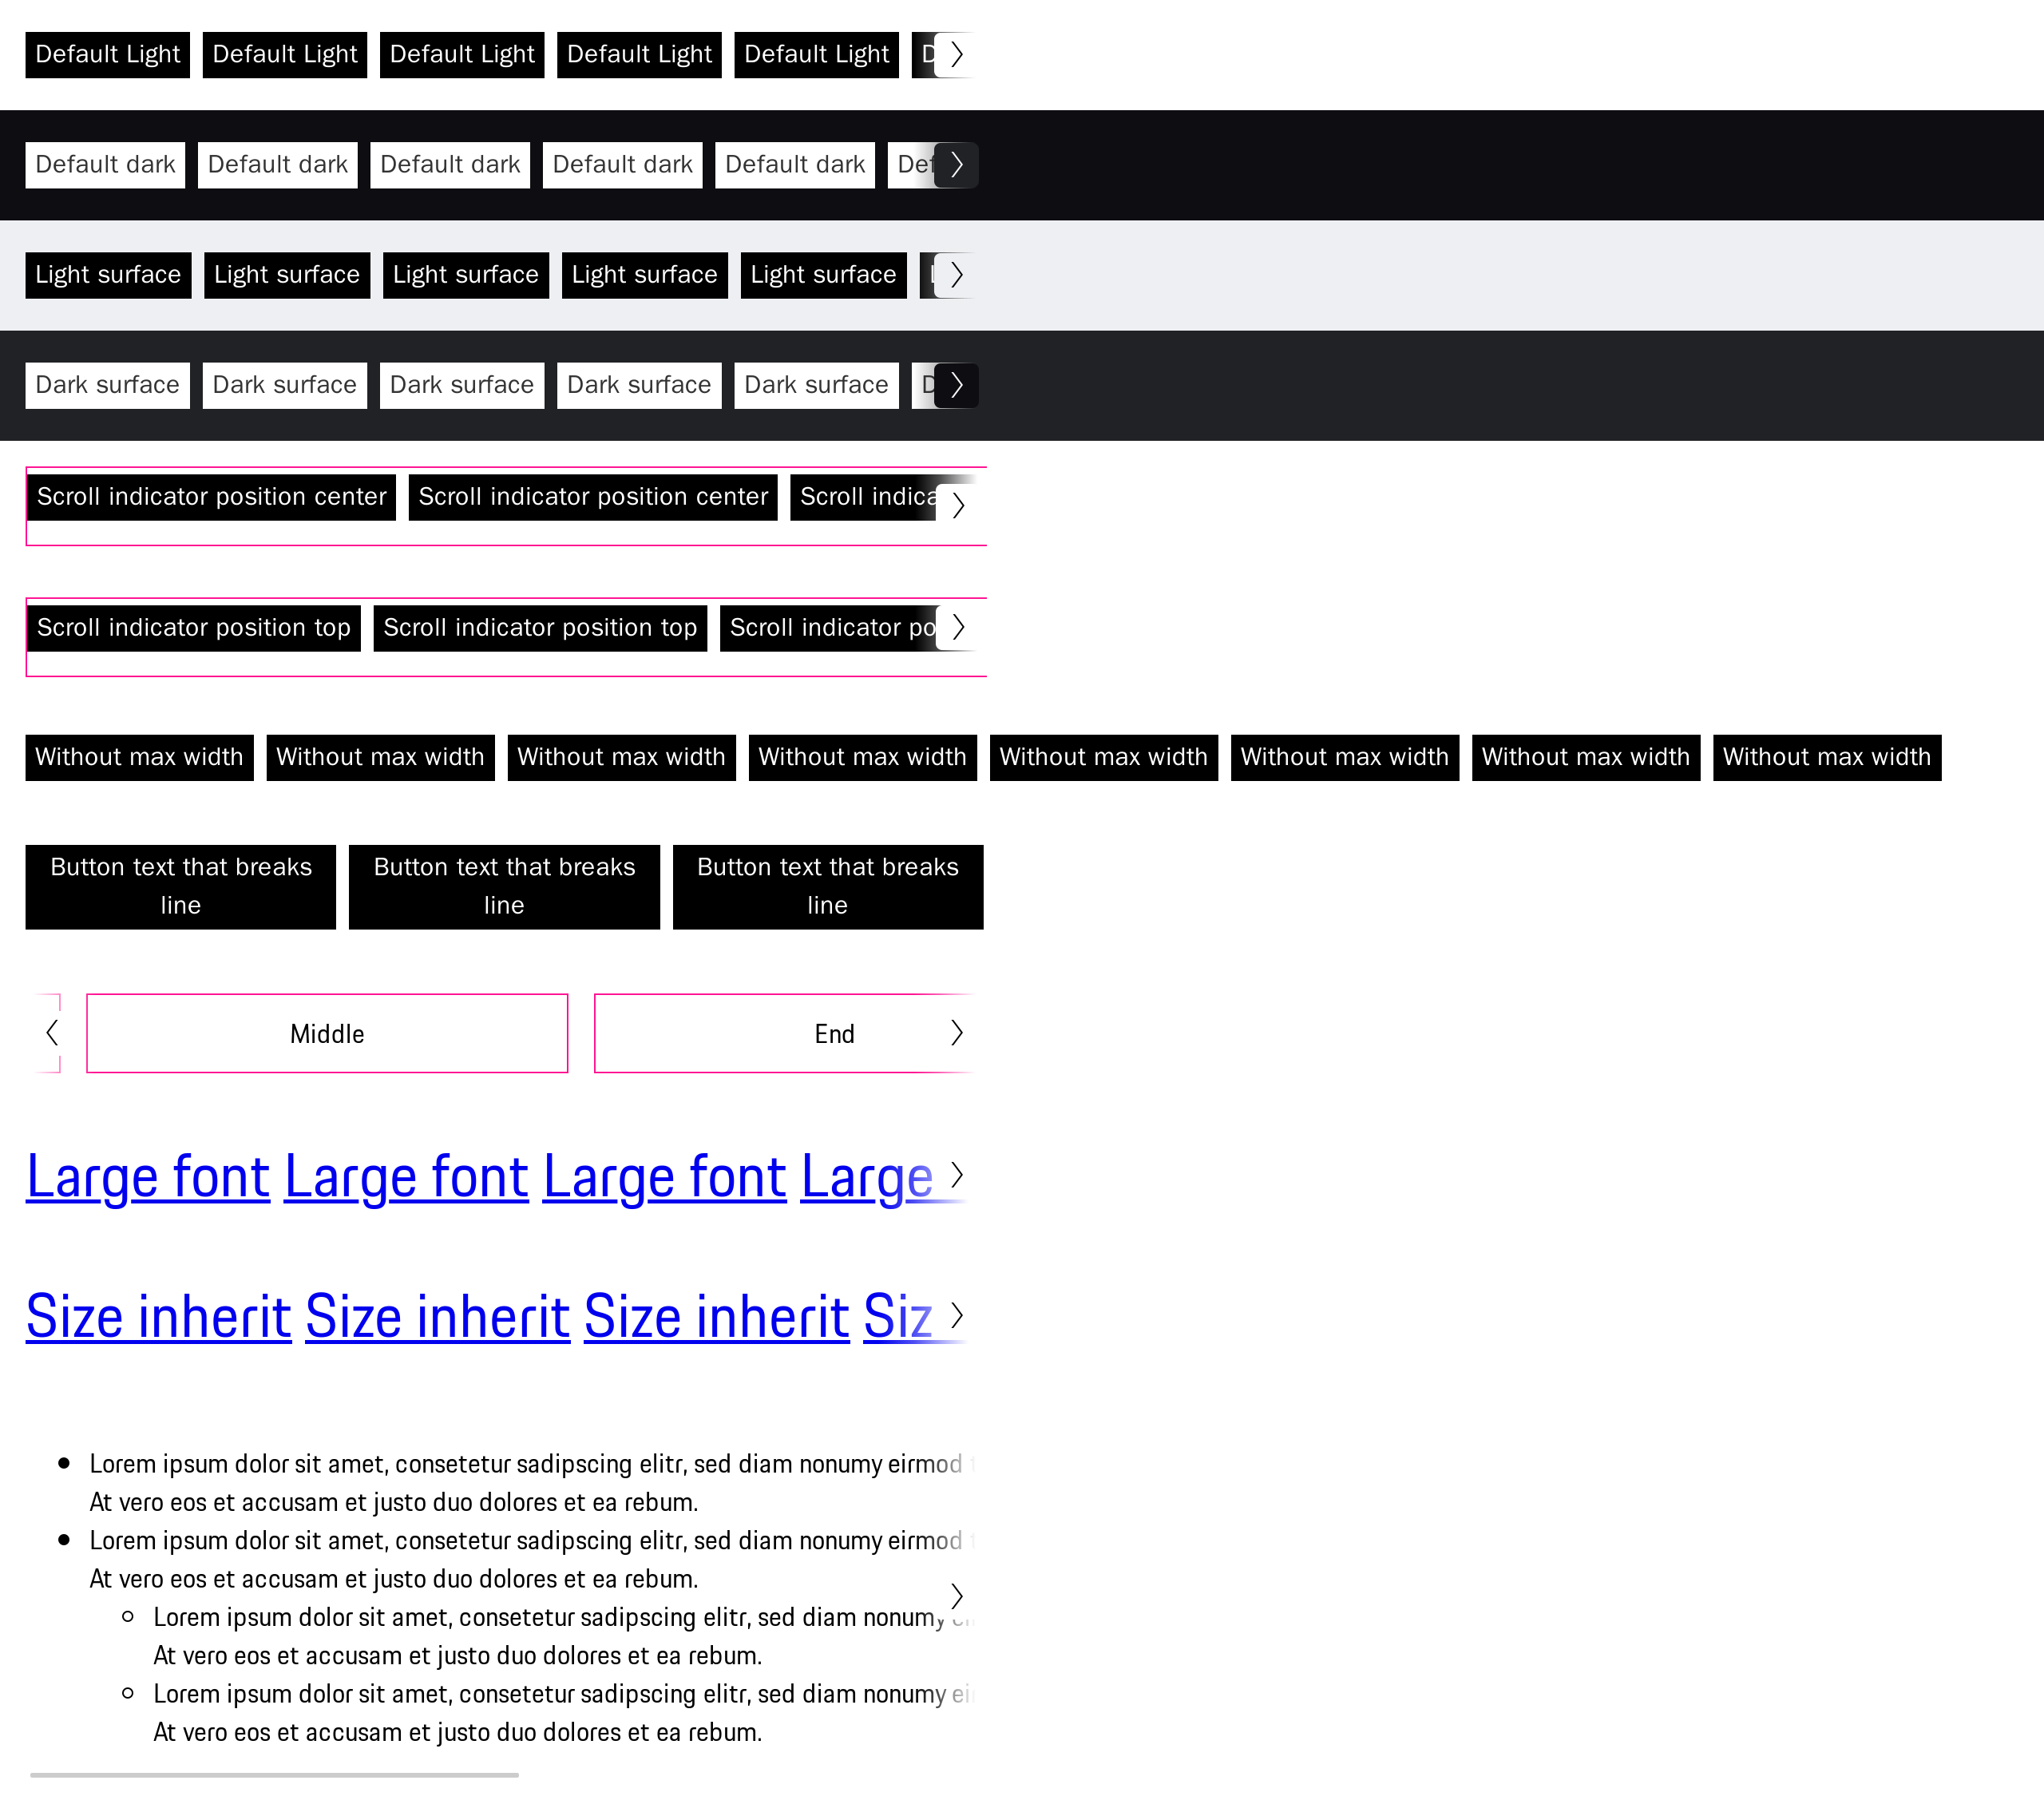 Default Light Default Light Default Light Default Light Default Light
Default dark Default dark Default dark Default dark Default dark Def
Light surface Light surface Light surface Light surface Light surface
Dark surface Dark surface Dark surface Dark surface Dark surface
Scroll indicator position center Scroll indicator position center Scroll indica
Scroll indicator position top Scroll indicator position top Scroll indicator po
Without max width Without max width Without max width Without max width Without max width Without max width Without max width Without max width
Button text that breaks Button text that breaks Button text that breaks
line line line
Middle End
Large font Large font Large font Large
Size inherit Size inherit Size inherit Siz
Lorem ipsum dolor sit amet, consetetur sadipscing elitr, sed diam nonumy eirmod
At vero eos et accusam et justo duo dolores et ea rebum.
Lorem ipsum dolor sit amet, consetetur sadipscing elitr, sed diam nonumy eirmod
At vero eos et accusam et justo duo dolores et ea rebum.
Lorem ipsum dolor sit amet, consetetur sadipscing elitr, sed diam nonumy
At vero eos et accusam et justo duo dolores et ea rebum.
Lorem ipsum dolor sit amet, consetetur sadipscing elitr, sed diam nonumy
At vero eos et accusam et justo duo dolores et ea rebum.